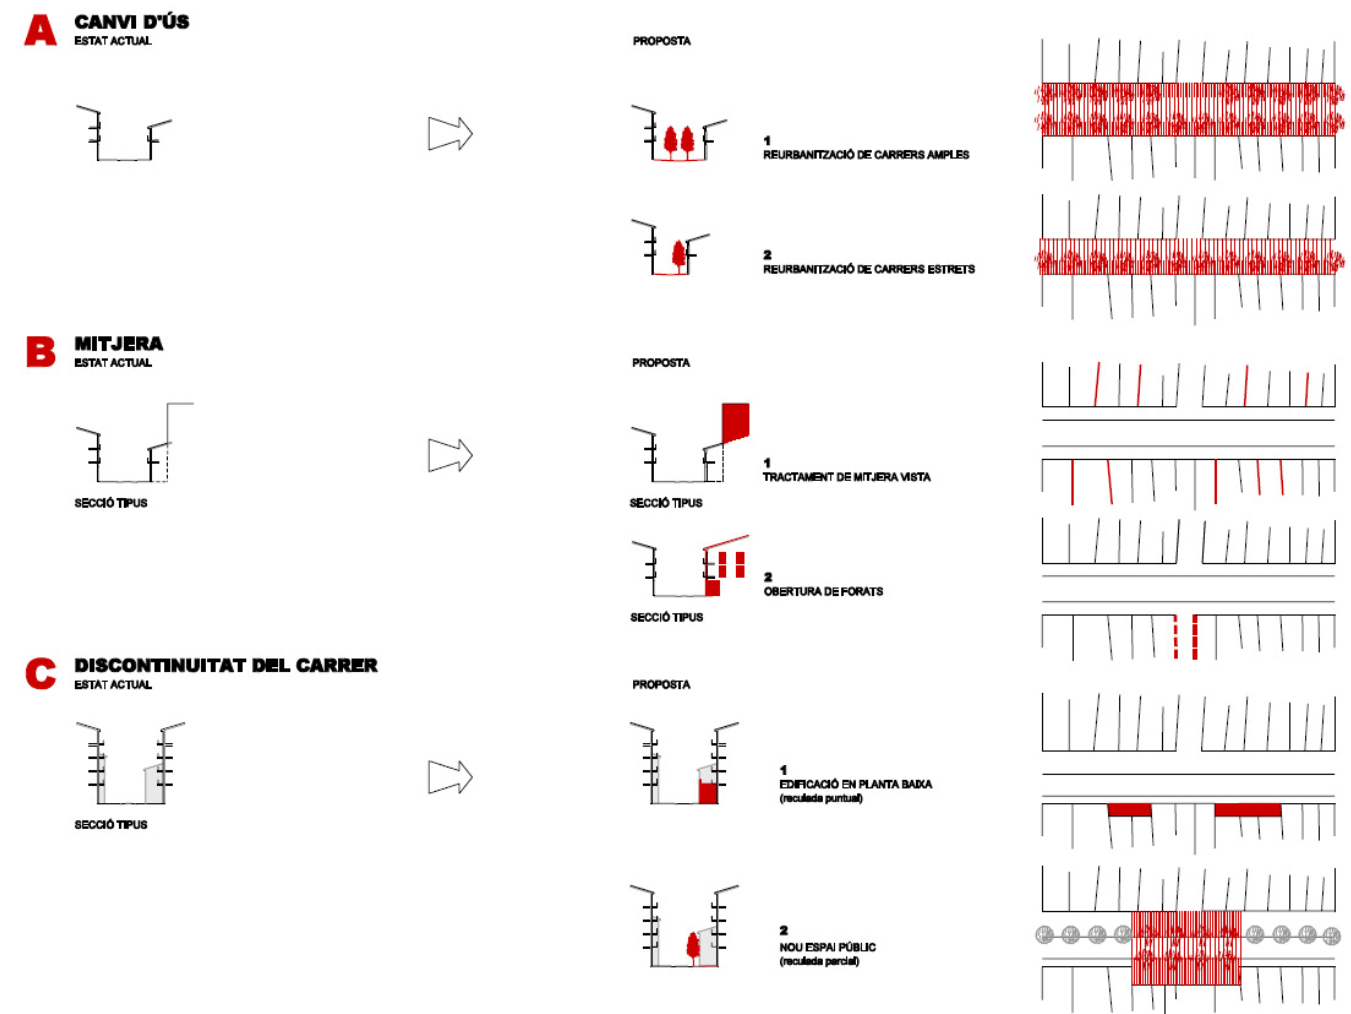 A CANVI D'ÚS
ESTAT ACTUAL
PROPOSTA
1
REURBANITZACIÓ DE CARRERS AMPLES
2
REURBANITZACIÓ DE CARRERS ESTRETS
B MITJERA
ESTAT ACTUAL
PROPOSTA
SECCIÓ TIPUS
1
TRACTAMENT DE MITJERA VISTA
SECCIÓ TIPUS
2
OBERTURA DE FORATS
SECCIÓ TIPUS
C DISCONTINUITAT DEL CARRER
ESTAT ACTUAL
PROPOSTA
SECCIÓ TIPUS
1
EDIFICACIÓ EN PLANTA BAIXA
(reculada puntual)
2
NOU ESPAI PÚBLIC
(reculada parcial)